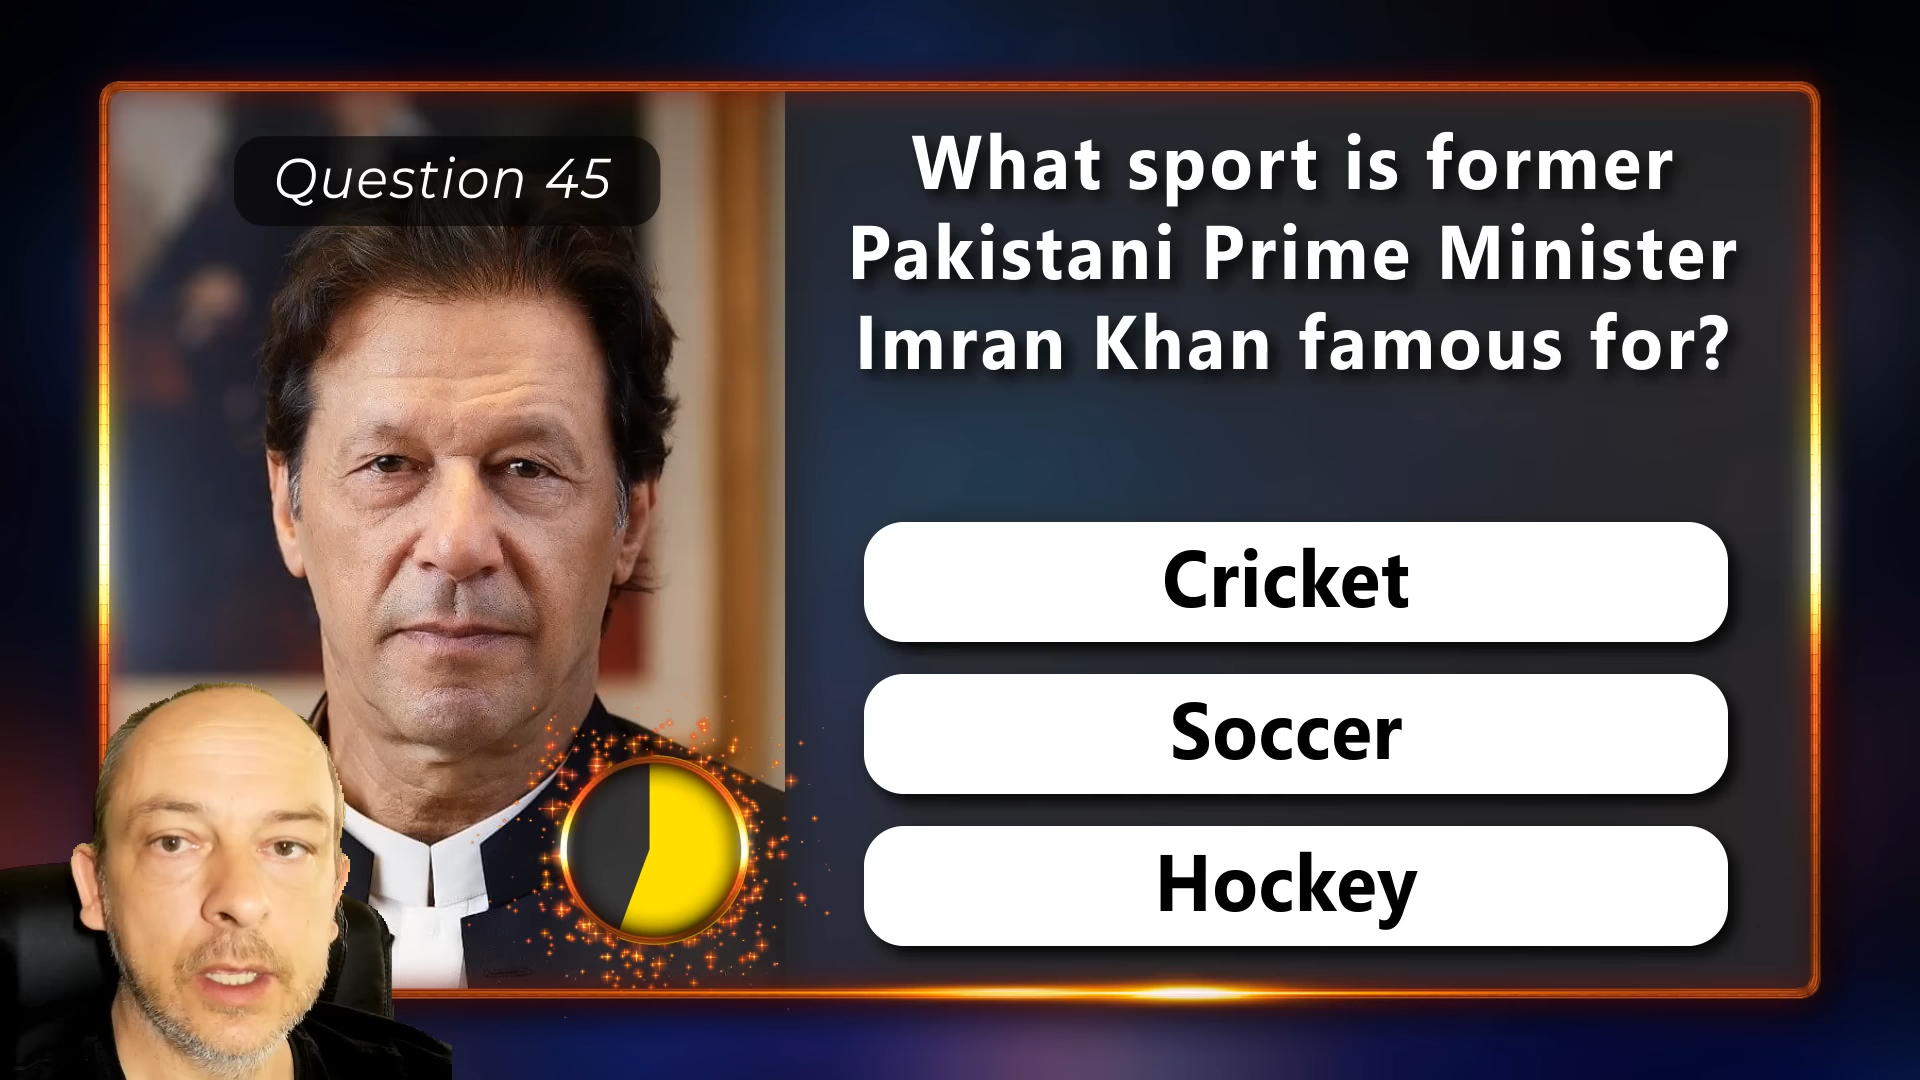 Question 45
What sport is former
Pakistani Prime Minister
Imran Khan famous for?
Cricket
Soccer
Hockey